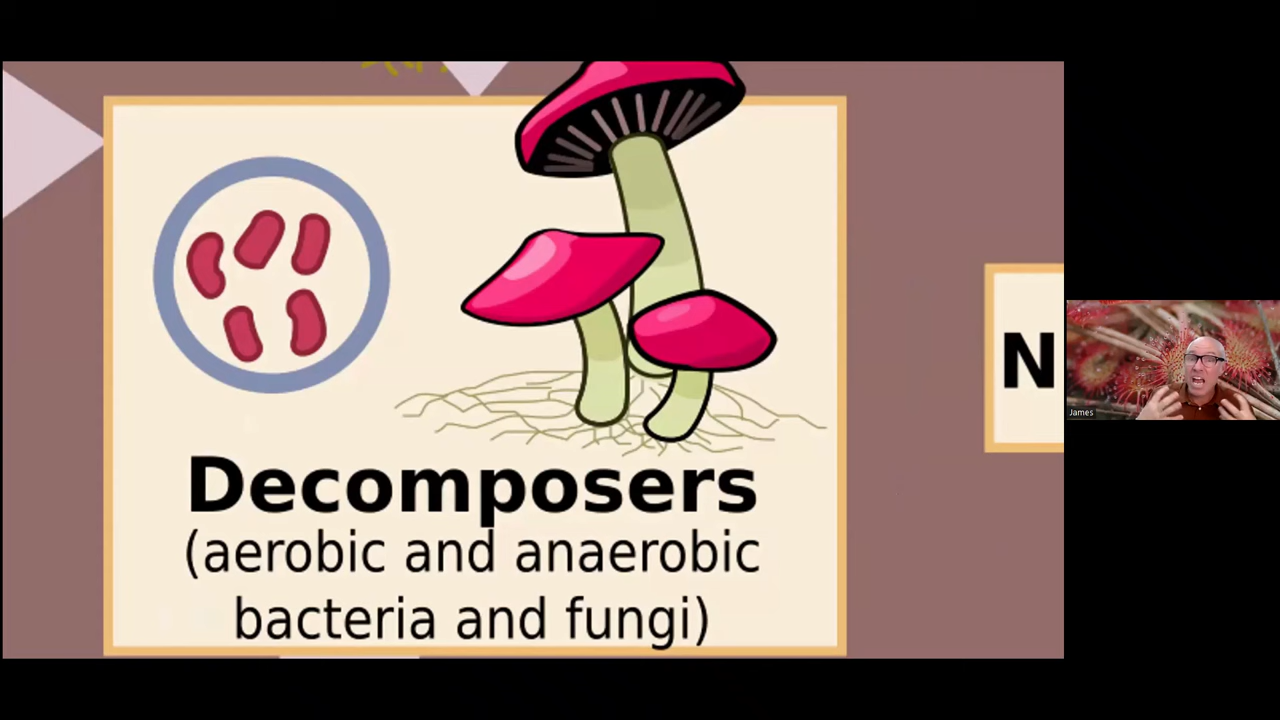 Decomposers
(aerobic and anaerobic
bacteria and fungi)
N
James